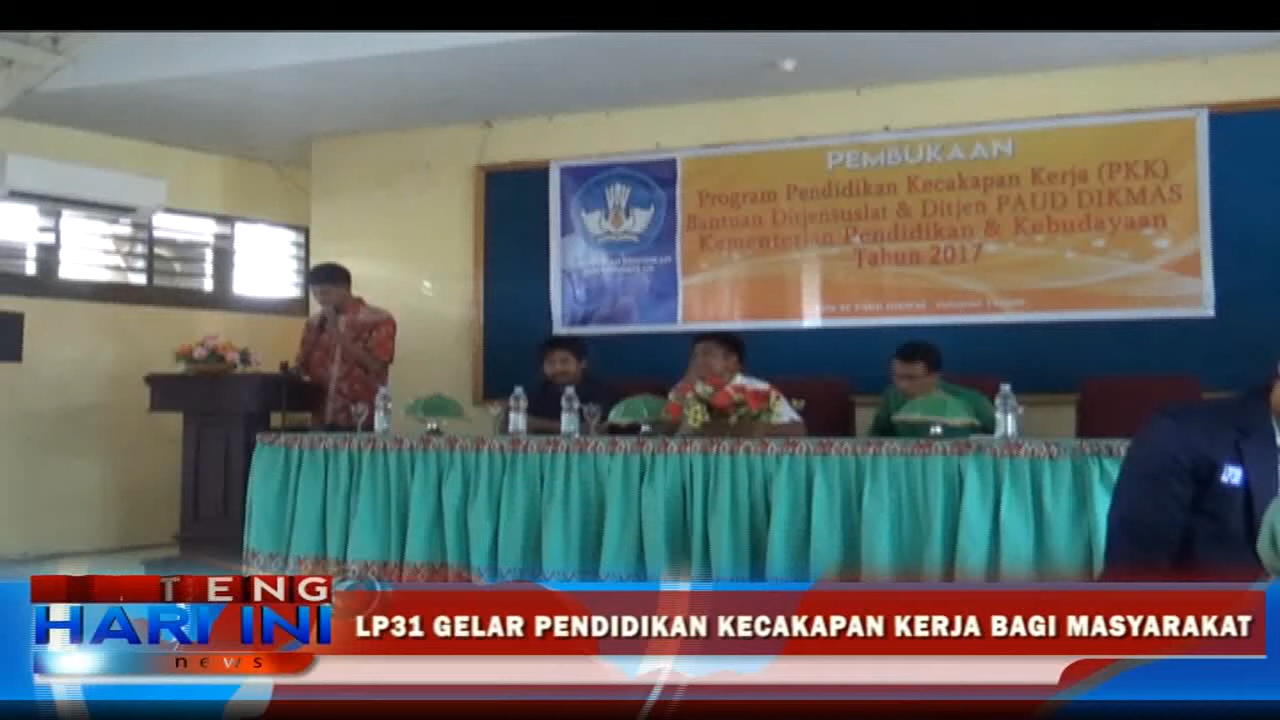 PEMBUKAAN
Program Pendidikan Kecakapan Kerja (PKK)
Bantuan Ditjensuslat & Ditjen PAUD DIKMAS
Kementerian Pendidikan & Kebudayaan
Tahun 2017
TENG
HARI INI
news
LP31 GELAR PENDIDIKAN KECAKAPAN KERJA BAGI MASYARAKAT